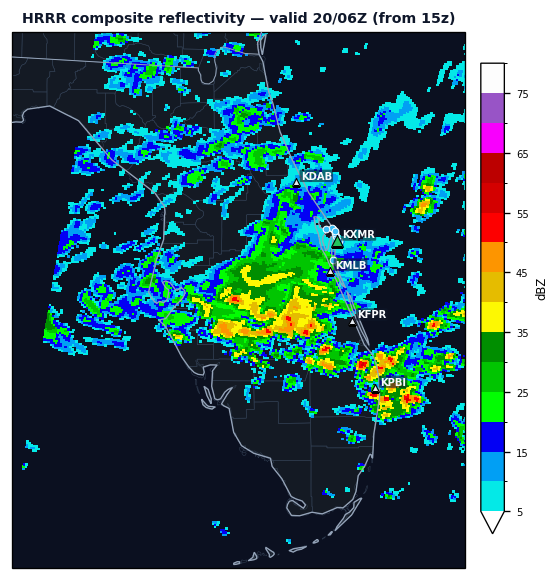 HRRR composite reflectivity — valid 20/06Z (from 15z)
KDAB
KXMR
KMLB
KFPR
KPBI
75
65
55
45
35
25
15
5
dBZ